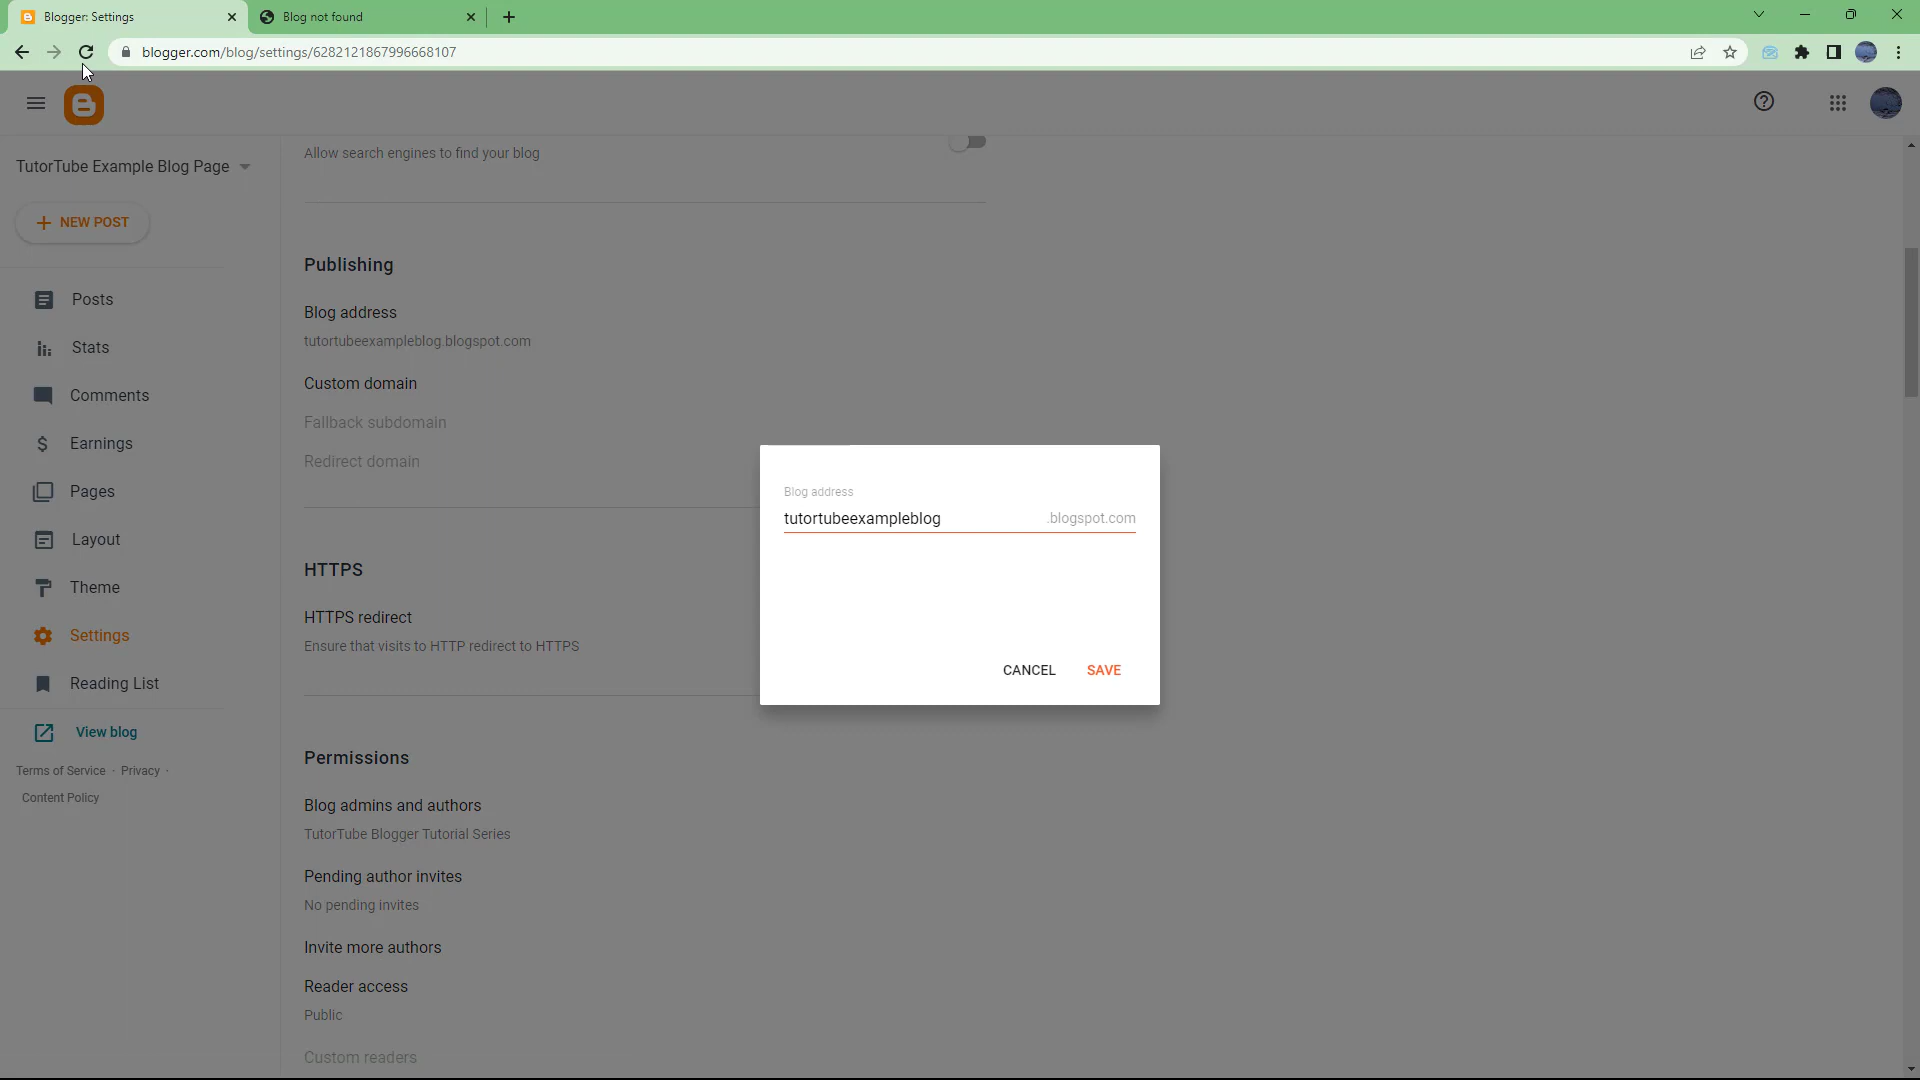 Blogger: Settings
Blog not found
blogger.com/blog/settings/6282121867996668107
TutorTube Example Blog Page
NEW POST
Posts
Stats
Comments
Earnings
Pages
Layout
Theme
Settings
Reading List
View blog
Terms of Service · Privacy ·
Content Policy
Allow search engines to find your blog
Publishing
Blog address
tutortubeexampleblog.blogspot.com
Custom domain
Fallback subdomain
Redirect domain
HTTPS
HTTPS redirect
Ensure that visits to HTTP redirect to HTTPS
Permissions
Blog admins and authors
TutorTube Blogger Tutorial Series
Pending author invites
No pending invites
Invite more authors
Reader access
Public
Custom readers
Blog address
tutortubeexampleblog .blogspot.com
CANCEL SAVE